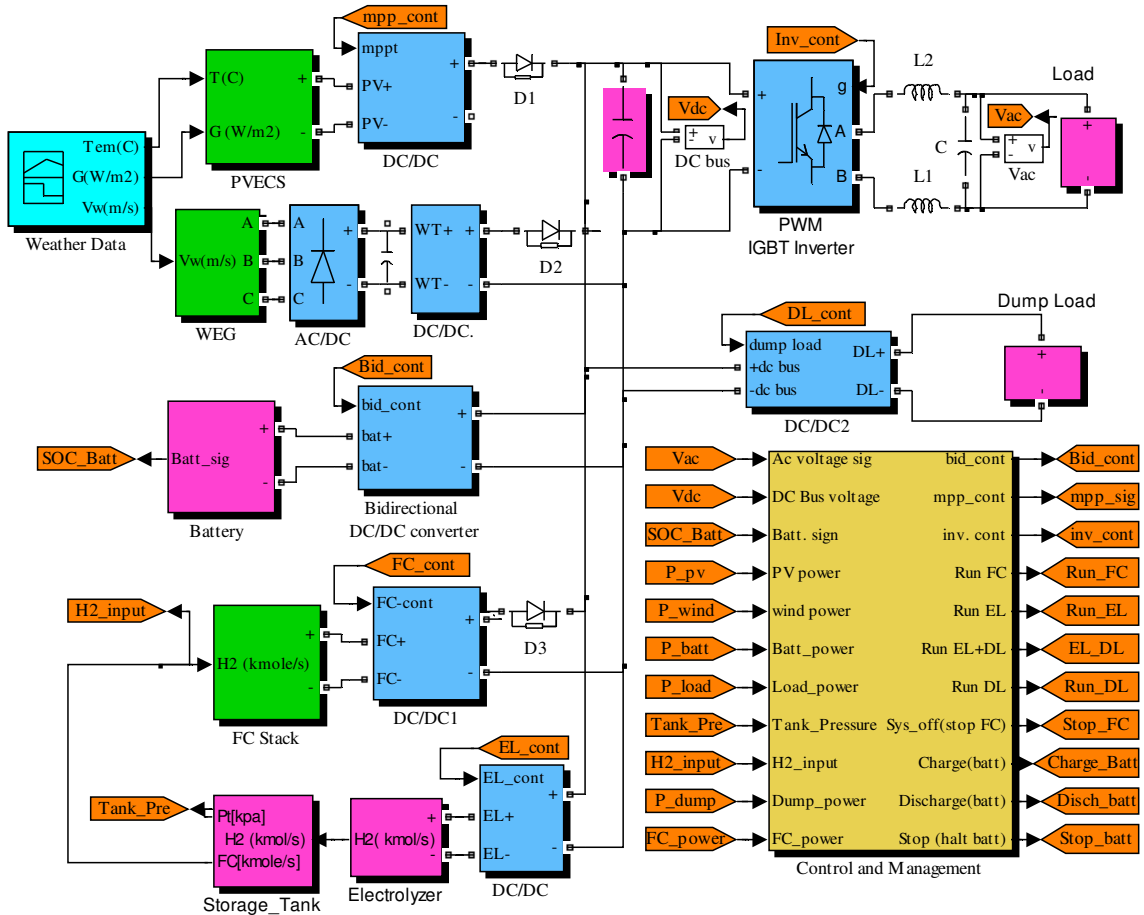 mpp_cont
mppt
PV+
PV-
+
-
DC/DC
D1
T(C)
G (W/m2)
+
-
PVECS
Tem(C)
G(W/m2)
Vw(m/s)
Weather Data
Vw(m/s)
A
B
C
WEG
A
B
C
+
-
AC/DC
WT+
WT-
+
-
DC/DC.
D2
Vdc
+
-
v
DC bus
Inv_cont
+
-
g
A
B
PWM
IGBT Inverter
L2
L1
C
Vac
+
-
v
Vac
Load
+
-
DL_cont
dump load
+dc bus
-dc bus
DL+
DL-
DC/DC2
Dump Load
+
-
Bid_cont
bid_cont
bat+
bat-
+
-
Bidirectional
DC/DC converter
SOC_Batt
Batt_sig
+
-
Battery
FC_cont
FC-cont
FC+
FC-
+
-
DC/DC1
D3
H2_input
H2 (kmole/s)
+
-
FC Stack
EL_cont
EL_cont
EL+
EL-
+
-
DC/DC
Tank_Pre
Pt[kpa]
H2 (kmol/s)
FC[kmole/s]
Storage_Tank
H2( kmol/s)
+
-
Electrolyzer
Vac
Vdc
SOC_Batt
P_pv
P_wind
P_batt
P_load
Tank_Pre
H2_input
P_dump
FC_power
Ac voltage sig
DC Bus voltage
Batt. sign
PV power
wind power
Batt_power
Load_power
Tank_Pressure
H2_input
Dump_power
FC_power
bid_cont
mpp_cont
inv. cont
Run FC
Run EL
Run EL+DL
Run DL
Sys_off(stop FC)
Charge(batt)
Discharge(batt)
Stop (halt batt)
Bid_cont
mpp_sig
inv_cont
Run_FC
Run_EL
EL_DL
Run_DL
Stop_FC
Charge_Batt
Disch_batt
Stop_batt
Control and Management